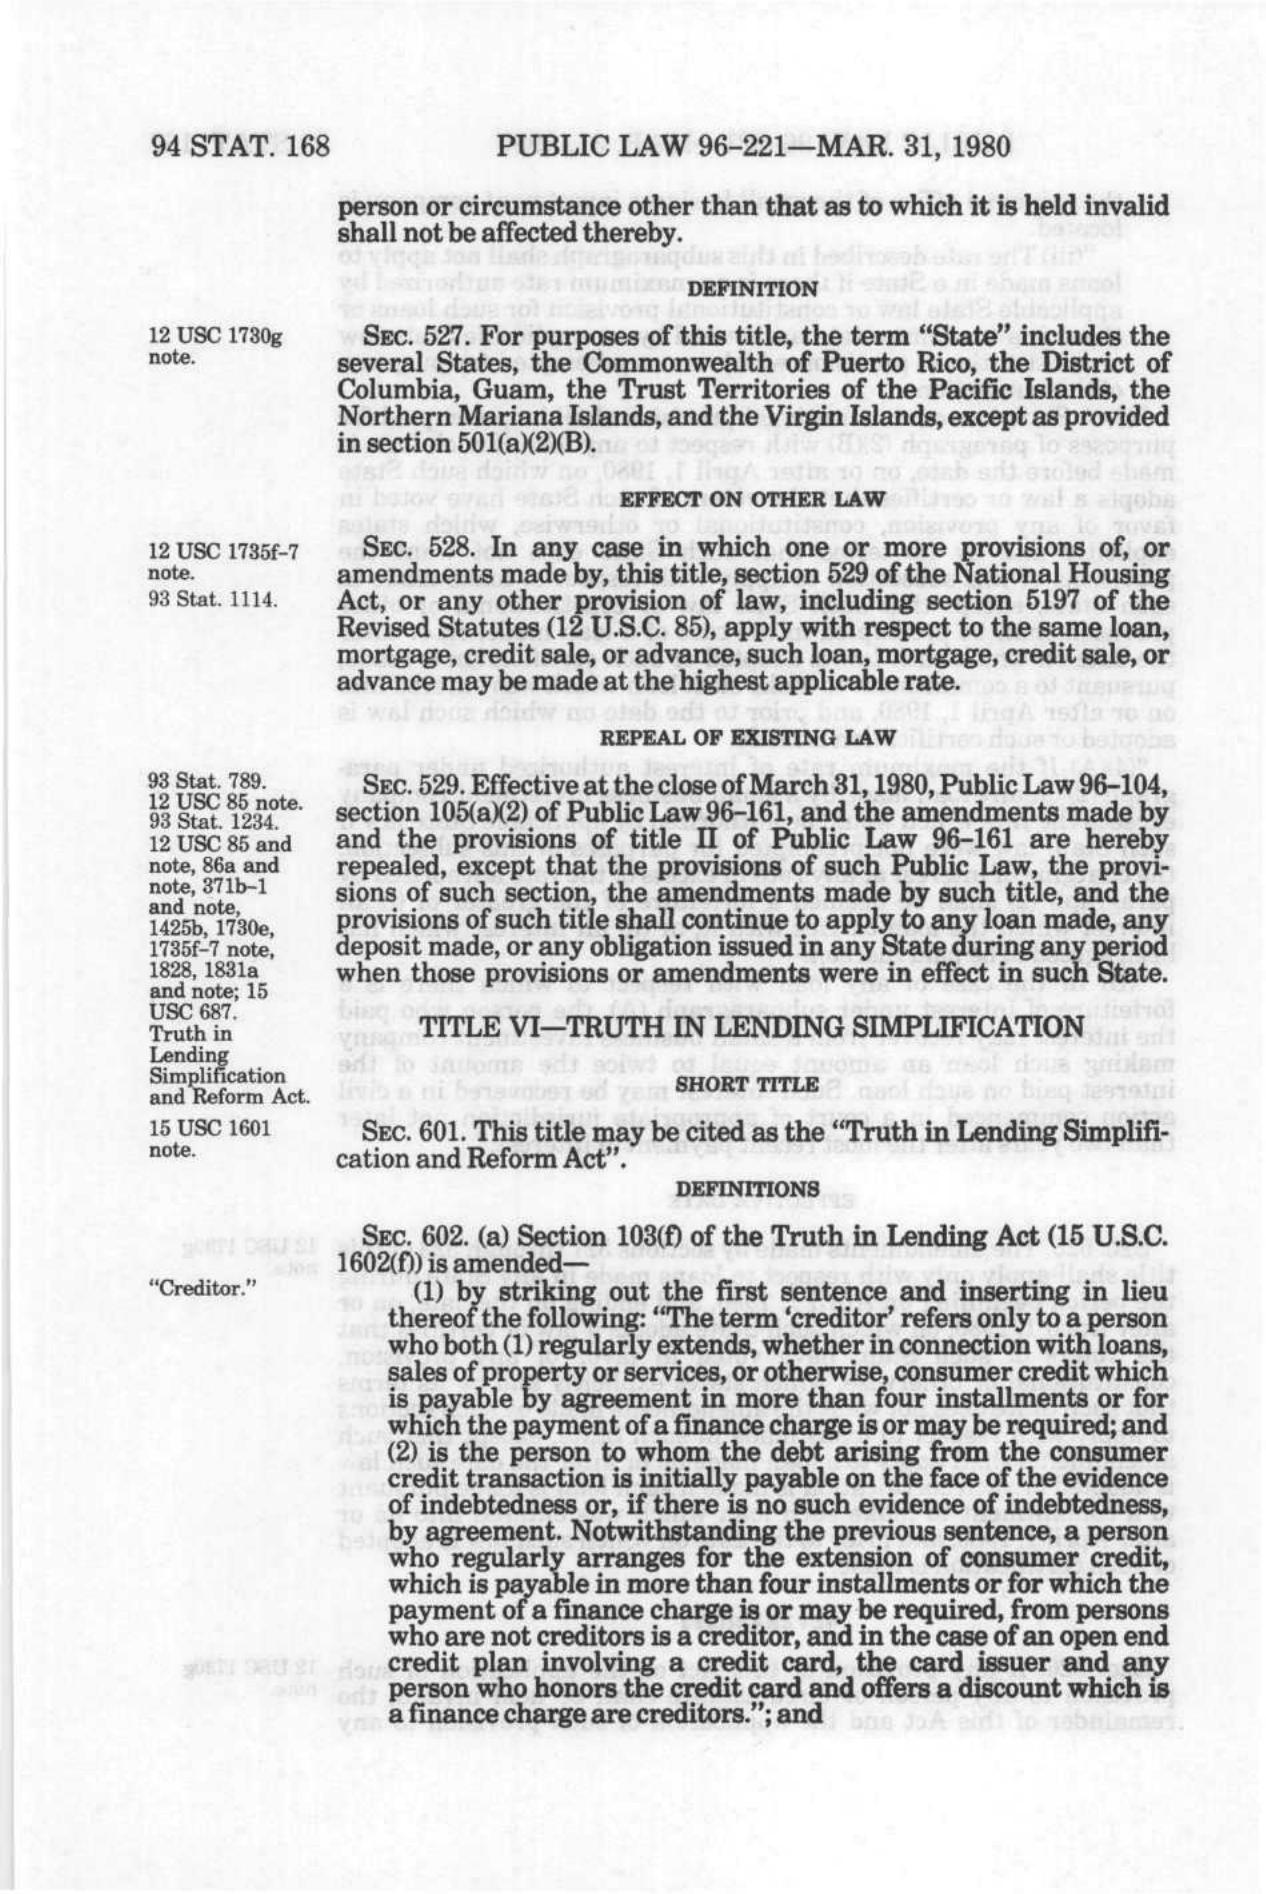 94 STAT. 168 PUBLIC LAW 96-221—MAR. 31, 1980
person or circumstance other than that as to which it is held invalid
shall not be affected thereby.
DEFINITION
12 USC 1730g
note.
SEC. 527. For purposes of this title, the term “State” includes the
several States, the Commonwealth of Puerto Rico, the District of
Columbia, Guam, the Trust Territories of the Pacific Islands, the
Northern Mariana Islands, and the Virgin Islands, except as provided
in section 501(a)(2)(B).
EFFECT ON OTHER LAW
12 USC 1735f-7
note.
93 Stat. 1114.
SEC. 528. In any case in which one or more provisions of, or
amendments made by, this title, section 529 of the National Housing
Act, or any other provision of law, including section 5197 of the
Revised Statutes (12 U.S.C. 85), apply with respect to the same loan,
mortgage, credit sale, or advance, such loan, mortgage, credit sale, or
advance may be made at the highest applicable rate.
REPEAL OF EXISTING LAW
93 Stat. 789.
12 USC 85 note.
93 Stat. 1234.
12 USC 85 and
note, 86a and
note, 371b-1
and note,
1425b, 1730e,
1735f-7 note,
1828, 1831a
and note; 15
USC 687.
SEC. 529. Effective at the close of March 31, 1980, Public Law 96-104,
section 105(a)(2) of Public Law 96-161, and the amendments made by
and the provisions of title II of Public Law 96-161 are hereby
repealed, except that the provisions of such Public Law, the provi-
sions of such section, the amendments made by such title, and the
provisions of such title shall continue to apply to any loan made, any
deposit made, or any obligation issued in any State during any period
when those provisions or amendments were in effect in such State.
Truth in
Lending
Simplification
and Reform Act.
TITLE VI—TRUTH IN LENDING SIMPLIFICATION
SHORT TITLE
15 USC 1601
note.
SEC. 601. This title may be cited as the “Truth in Lending Simplifi-
cation and Reform Act”.
DEFINITIONS
SEC. 602. (a) Section 103(f) of the Truth in Lending Act (15 U.S.C.
1602(f)) is amended—
“Creditor.”
(1) by striking out the first sentence and inserting in lieu
thereof the following: “The term ‘creditor’ refers only to a person
who both (1) regularly extends, whether in connection with loans,
sales of property or services, or otherwise, consumer credit which
is payable by agreement in more than four installments or for
which the payment of a finance charge is or may be required; and
(2) is the person to whom the debt arising from the consumer
credit transaction is initially payable on the face of the evidence
of indebtedness or, if there is no such evidence of indebtedness,
by agreement. Notwithstanding the previous sentence, a person
who regularly arranges for the extension of consumer credit,
which is payable in more than four installments or for which the
payment of a finance charge is or may be required, from persons
who are not creditors is a creditor, and in the case of an open end
credit plan involving a credit card, the card issuer and any
person who honors the credit card and offers a discount which is
a finance charge are creditors.”; and